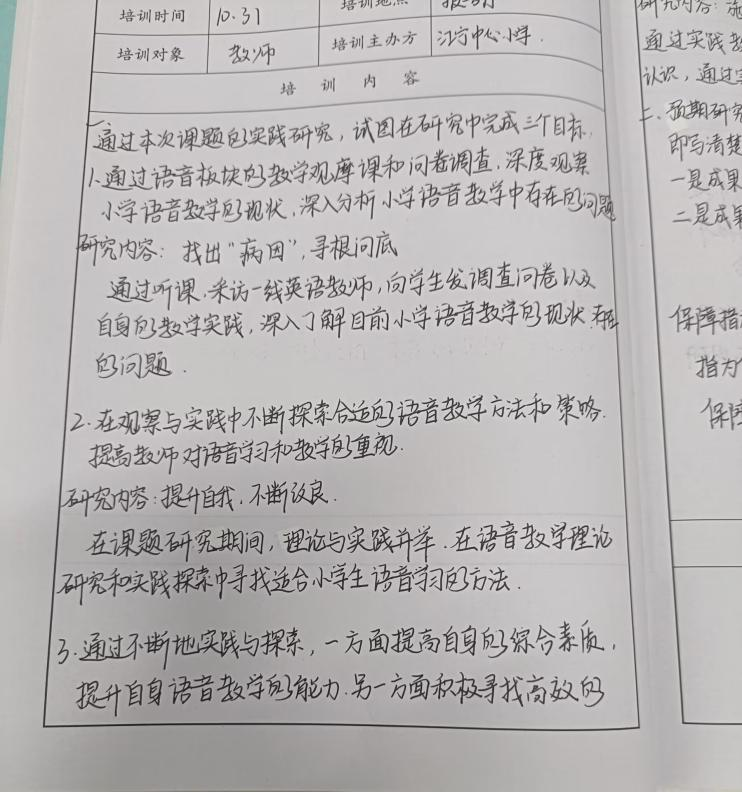 培训时间 10.31 培训地点
培训对象 教师 培训主办方 江宁中心小学.
培 训 内 容
一、
通过本次课题的实践研究，试图在研究中完成三个目标.
1、通过语音板块的教学观摩课和问卷调查，深度观察
小学语音教学的现状，深入分析小学语音教学中存在的问题
研究内容：找出“病因”，寻根问底
通过听课，采访一线英语教师，向学生发调查问卷以及
自身的教学实践，深入了解目前小学语音教学的现状存在
的问题.
2.在观察与实践中不断探索合适的语音教学方法和策略.
提高教师对语音学习和教学的重视.
研究内容：提升自我，不断改良.
在课题研究期间，理论与实践并举.在语音教学理论
研究和实践探索中寻找适合小学生语音学习的方法.
3.通过不断地实践与探索，一方面提高自身的综合素质，
提升自身语音教学的能力.另一方面积极寻找高效的
研究内容：
通过实践
认识，通过
二、预期研究
即写清楚
一是成果
二是成果
保障措
指为
保障